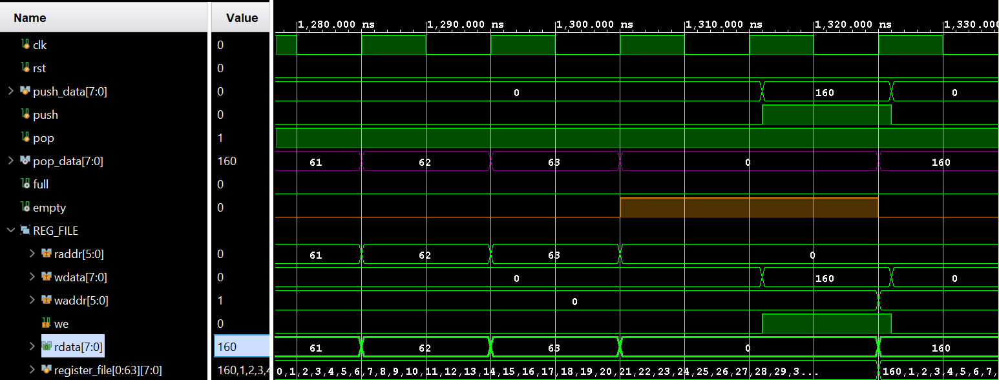 Name Value 1,280.000 ns 1,290.000 ns 1,300.000 ns 1,310.000 ns 1,320.000 ns 1,330.000
clk 0
rst 0
push_data[7:0] 0 0 160 0
push 0
pop 1
pop_data[7:0] 160 61 62 63 0 160
full 0
empty 0
REG_FILE
raddr[5:0] 0 61 62 63 0
wdata[7:0] 0 0 160 0
waddr[5:0] 1 0
we 0
rdata[7:0] 160 61 62 63 0 160
register_file[0:63][7:0] 160,1,2,3,4 0,1,2,3,4,5,6,7,8,9,10,11,12,13,14,15,16,17,18,19,20,21,22,23,24,25,26,27,28,29,3... 160,1,2,3,4,5,6,7,